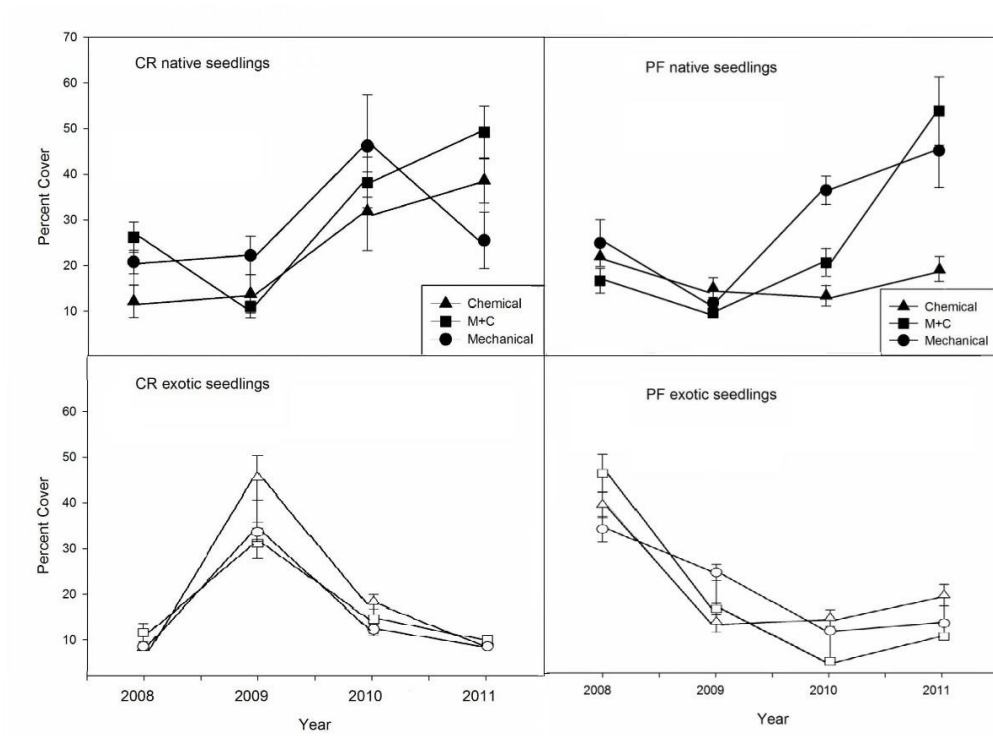 CR native seedlings
PF native seedlings
Percent Cover
70
60
50
40
30
20
10
Chemical
M+C
Mechanical
Chemical
M+C
Mechanical
CR exotic seedlings
PF exotic seedlings
Percent Cover
60
50
40
30
20
10
2008 2009 2010 2011
2008 2009 2010 2011
Year
Year